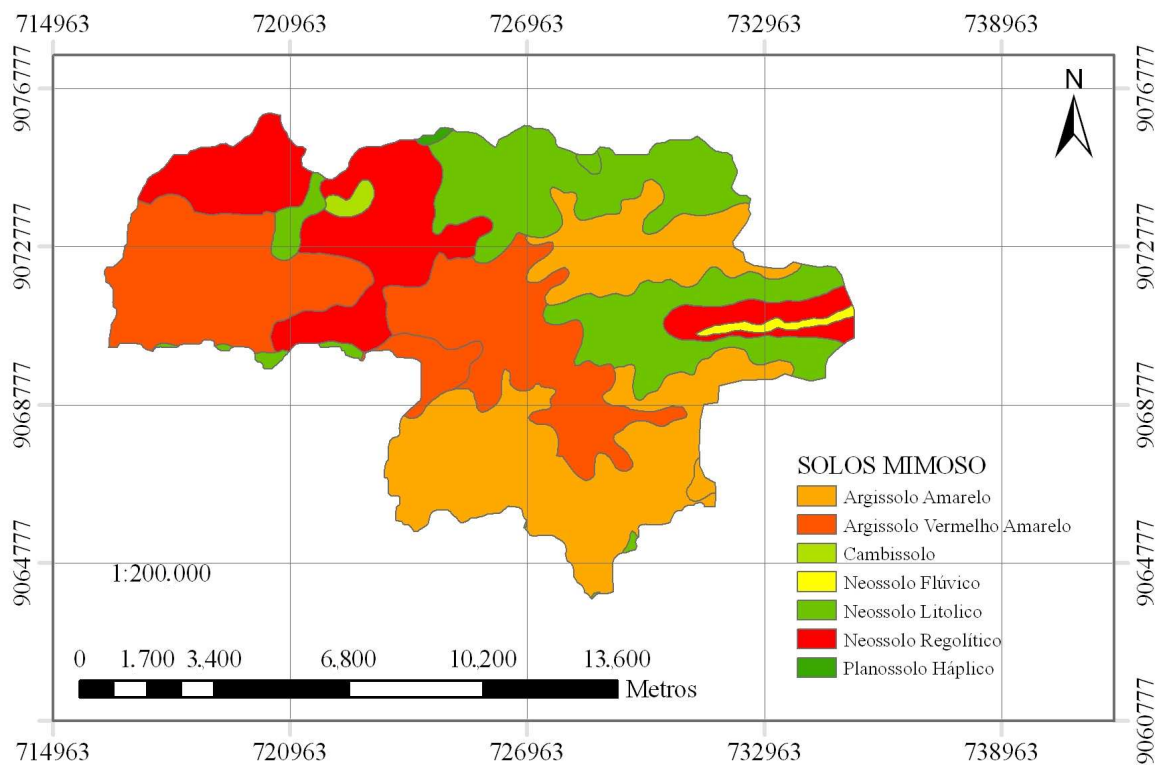 714963 720963 726963 732963 738963
9076777 9076777
N
9072777 9072777
9068777 9068777
SOLOS MIMOSO
Argissolo Amarelo
Argissolo Vermelho Amarelo
Cambissolo
9064777 9064777
1:200.000
Neossolo Flúvico
Neossolo Litolico
Neossolo Regolítico
Planossolo Háplico
0 1.700 3.400 6.800 10.200 13.600
Metros
9060777
714963 720963 726963 732963 738963